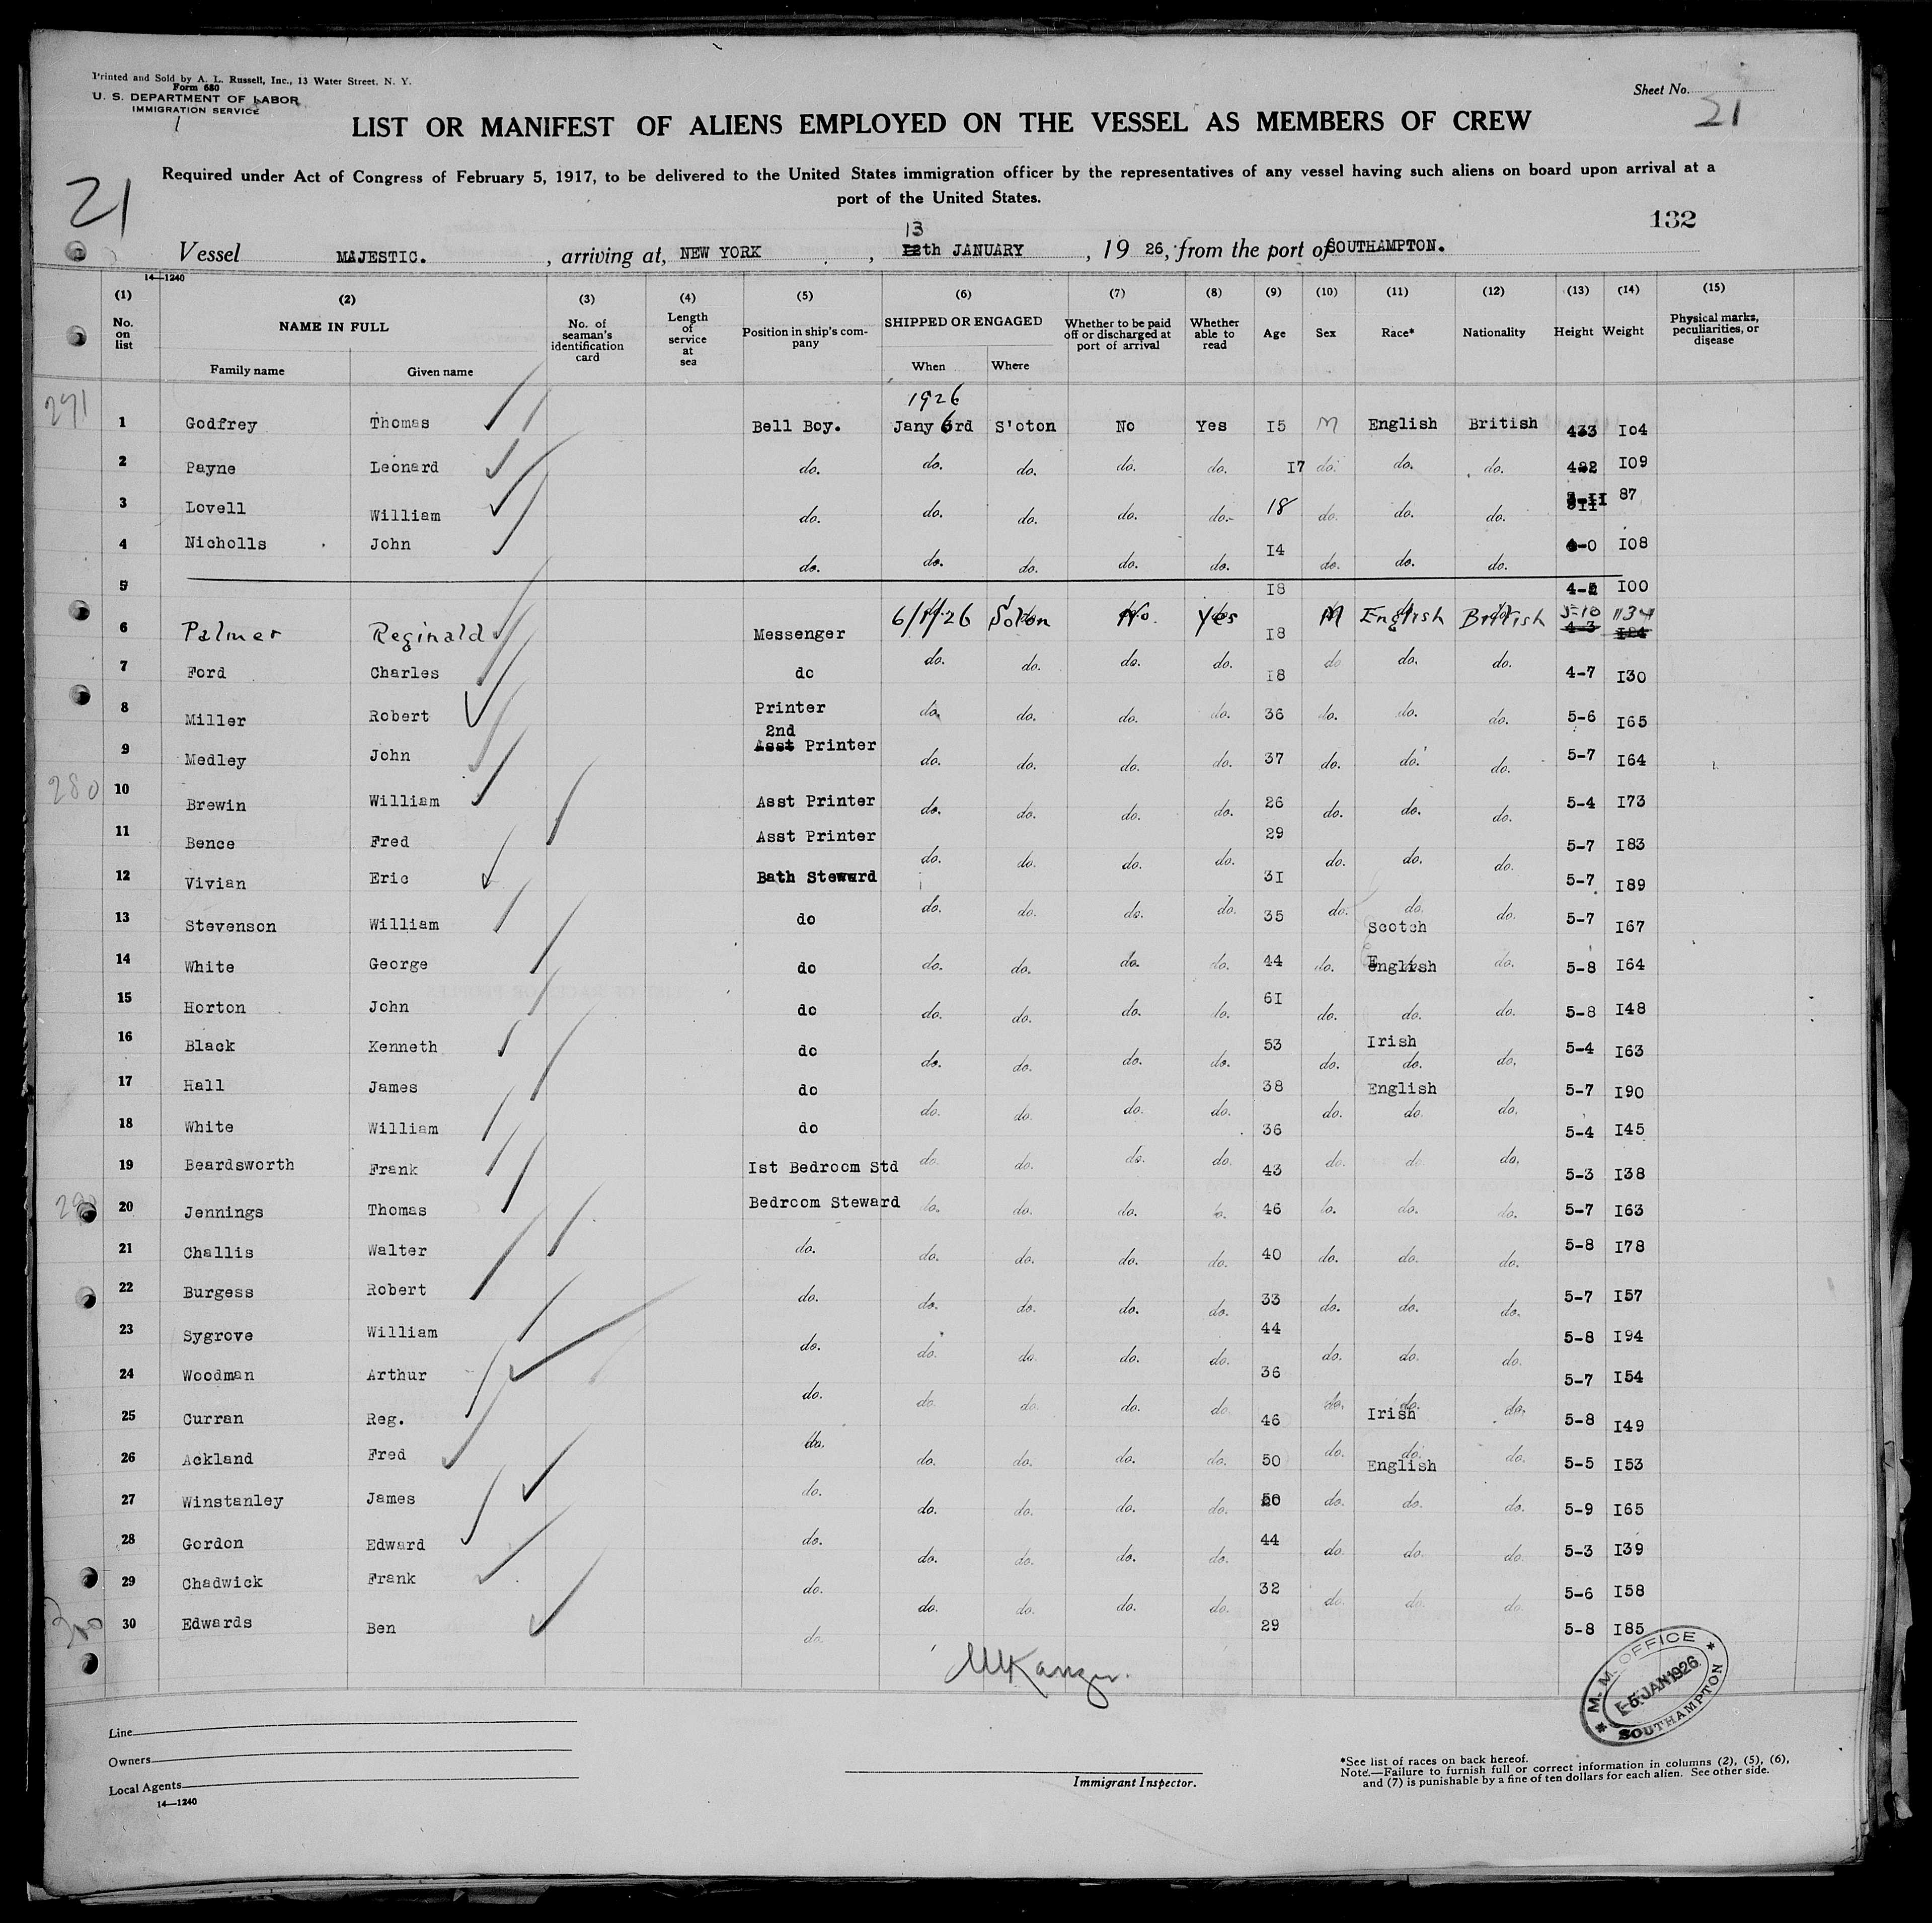 Printed and Sold by A. L. Russell, Inc., 13 Water Street, N. Y.
Form 680
U. S. DEPARTMENT OF LABOR
IMMIGRATION SERVICE
Sheet No. 21
LIST OR MANIFEST OF ALIENS EMPLOYED ON THE VESSEL AS MEMBERS OF CREW
Required under Act of Congress of February 5, 1917, to be delivered to the United States immigration officer by the representatives of any vessel having such aliens on board upon arrival at a
port of the United States.
21
132
13
Vessel MAJESTIC. , arriving at, NEW YORK , 12th JANUARY , 19 26, from the port of SOUTHAMPTON.
14—1240
(1) (2) (3) (4) (5) (6) (7) (8) (9) (10) (11) (12) (13) (14) (15)
No. on list NAME IN FULL No. of seaman's identification card Length of service at sea Position in ship's company SHIPPED OR ENGAGED Whether to be paid off or discharged at port of arrival Whether able to read Age Sex Race* Nationality Height Weight Physical marks, peculiarities, or disease
Family name Given name When Where
271
1926
1 Godfrey Thomas Bell Boy. Jany 6rd S'oton No Yes 15 M English British 433 104
2 Payne Leonard do. do. do. do. do. 17 do. do. do. 109
3 Lovell William do. do. do. do. do. 18 do. do. do. 87
4 Nicholls John do. do. do. do. do. 14 do. do. do. 4-0 108
5 18 4-2 100
6 Palmer Reginald Messenger 6/1/26 S'oton No. Yes 18 M English British 5-10 134 4-3 124
7 Ford Charles do do. do. do. do. 18 do do. do. 4-7 130
8 Miller Robert Printer do. do. do. do. 36 do. do. do. 5-6 165
2nd
9 Medley John Asst Printer do. do. do. do. 37 do. do. do. 5-7 164
280
10 Brewin William Asst Printer do. do. do. do. 26 do. do. do. 5-4 173
11 Bence Fred Asst Printer do. do. do. do. 29 do. do. do. 5-7 183
12 Vivian Eric Bath Steward do. do. do. do. 31 do. do. do. 5-7 189
13 Stevenson William do 35 Scotch 5-7 167
14 White George do do. do. do. do. 44 do. English do. 5-8 164
15 Horton John do do. do. do. do. 61 do. do. do. 5-8 148
16 Black Kenneth do do. do. do. do. 53 do. Irish do. do. 5-4 163
17 Hall James do do. do. do. do. 38 do. English do. do. 5-7 190
18 White William do 36 5-4 145
19 Beardsworth Frank 1st Bedroom Std do. do. do. do. 43 do. do. do. 5-3 138
290
20 Jennings Thomas Bedroom Steward do. do. do. do. 46 do. do. do. 5-7 163
21 Challis Walter do. do. do. do. do. 40 do. do. do. 5-8 178
22 Burgess Robert do. do. do. do. do. 33 do. do. do. 5-7 157
23 Sygrove William do. do. do. do. do. 44 do. do. do. 5-8 194
24 Woodman Arthur do. do. do. do. do. 36 do. do. do. 5-7 154
25 Curran Reg. do. 46 Irish 5-8 149
26 Ackland Fred do. do. do. do. do. 50 do. do. English do. 5-5 153
27 Winstanley James do. do. do. do. do. 50 do. do. do. 5-9 165
28 Gordon Edward do. do. do. do. do. 44 do. do. do. 5-3 139
29 Chadwick Frank do. do. do. do. do. 32 do. do. do. 5-6 158
300
30 Edwards Ben do. 29 5-8 185
M. M. OFFICE
5 JAN 1926
SOUTHAMPTON
Line
Owners
Local Agents
14—1240
Immigrant Inspector.
*See list of races on back hereof.
Note.—Failure to furnish full or correct information in columns (2), (5), (6),
and (7) is punishable by a fine of ten dollars for each alien. See other side.